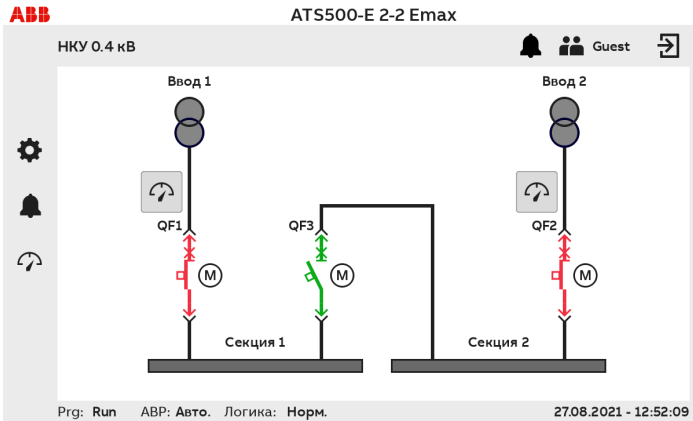 ABB
ATS500-E 2-2 Emax
НКУ 0.4 кВ
Guest
Ввод 1
Ввод 2
QF1
QF3
QF2
M
M
M
Секция 1
Секция 2
Prg: Run АВР: Авто. Логика: Норм.
27.08.2021 - 12:52:09